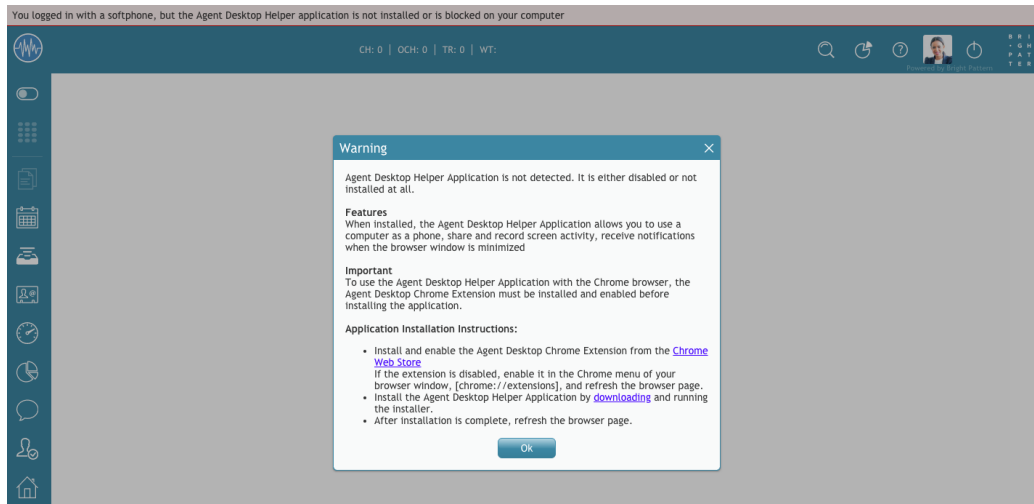 You logged in with a softphone, but the Agent Desktop Helper application is not installed or is blocked on your computer
CH: 0 | OCH: 0 | TR: 0 | WT:
Powered by Bright Pattern
B R I
- G H
P A T
T E R
Warning
Agent Desktop Helper Application is not detected. It is either disabled or not
installed at all.
Features
When installed, the Agent Desktop Helper Application allows you to use a
computer as a phone, share and record screen activity, receive notifications
when the browser window is minimized
Important
To use the Agent Desktop Helper Application with the Chrome browser, the
Agent Desktop Chrome Extension must be installed and enabled before
installing the application.
Application Installation Instructions:
• Install and enable the Agent Desktop Chrome Extension from the Chrome
Web Store
If the extension is disabled, enable it in the Chrome menu of your
browser window, [chrome://extensions], and refresh the browser page.
• Install the Agent Desktop Helper Application by downloading and running
the installer.
• After installation is complete, refresh the browser page.
Ok